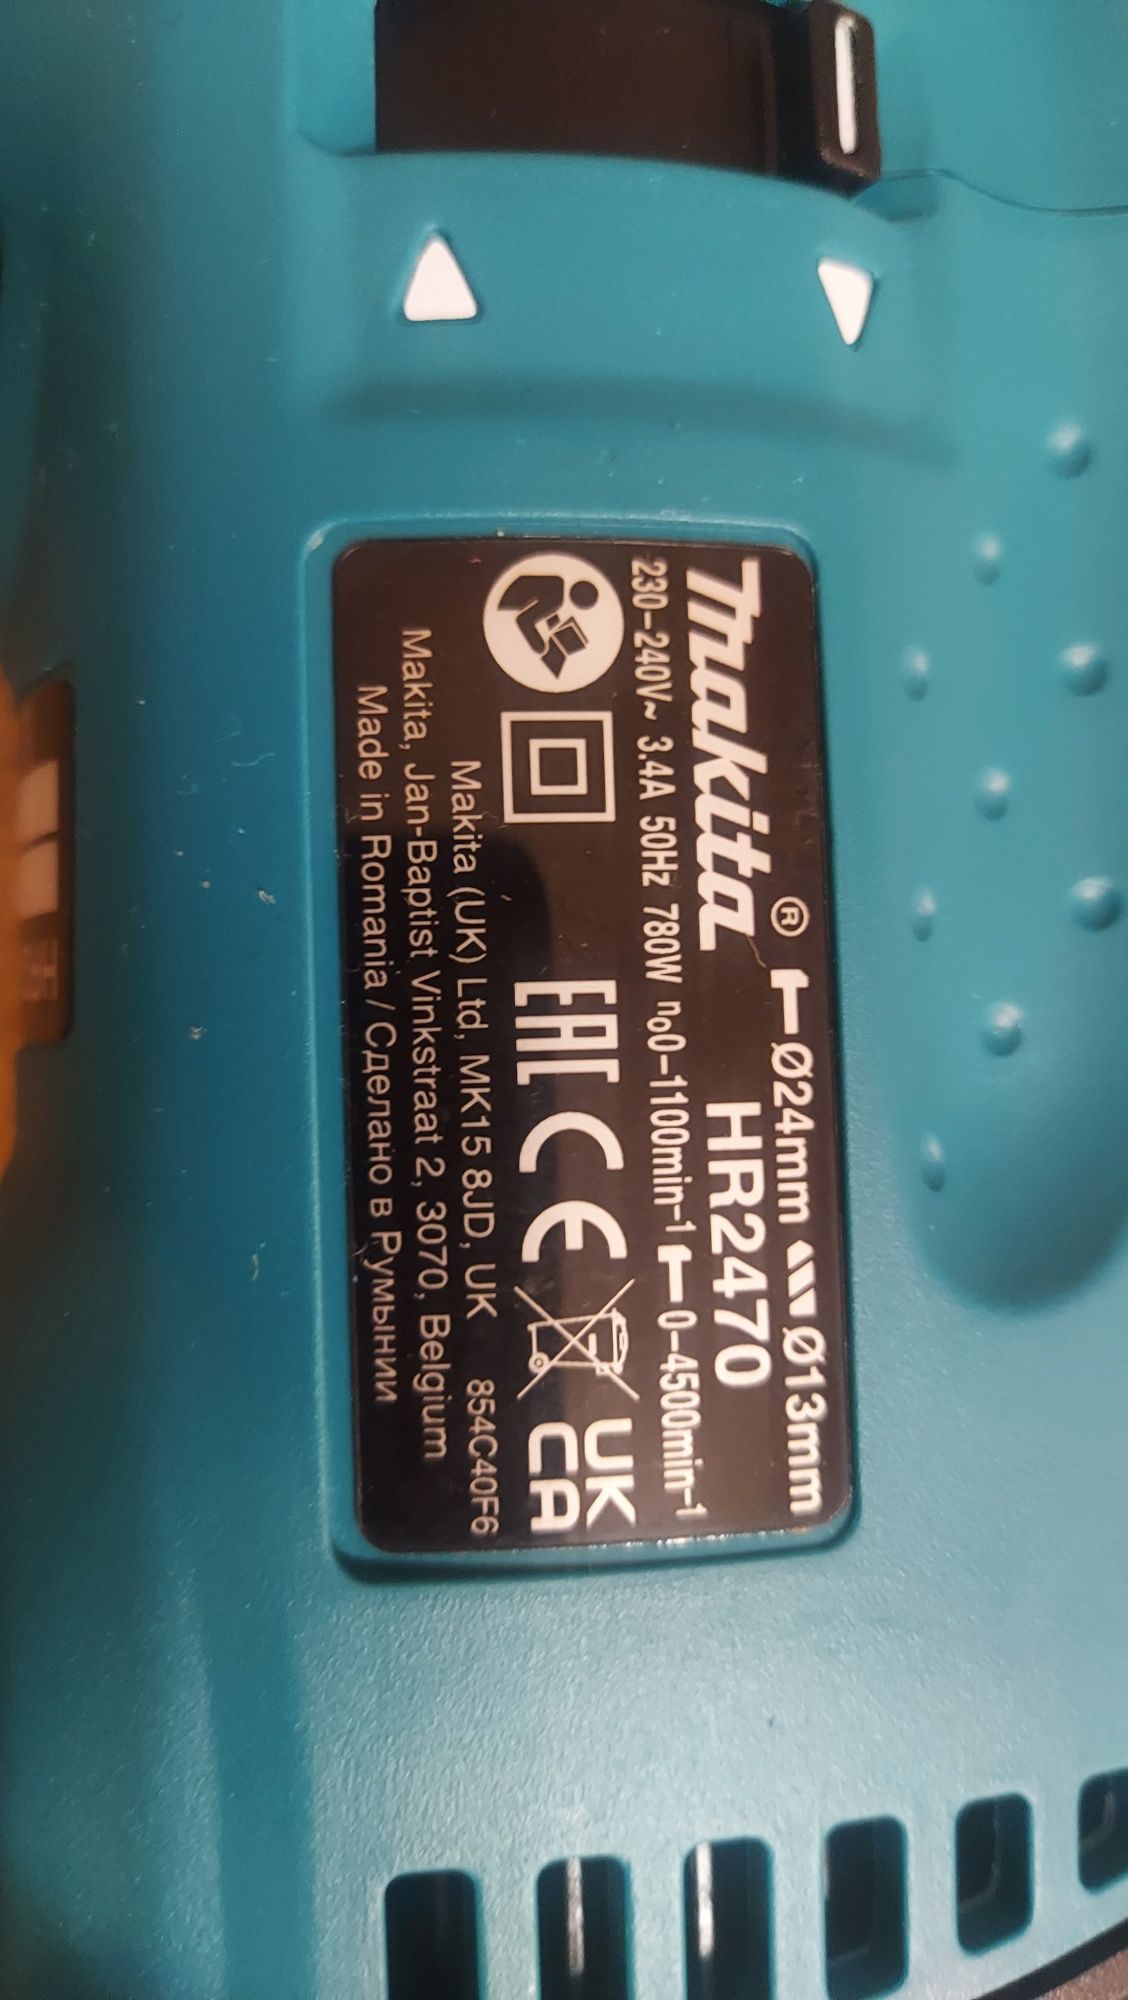 Makita® Ø24mm Ø13mm
HR2470
230-240V~ 3.4A 50Hz 780W n₀0-1100min⁻¹ 0-4500min⁻¹
EAC CE UK CA
Makita (UK) Ltd, MK15 8JD, UK 854C40F6
Makita, Jan-Baptist Vinkstraat 2, 3070, Belgium
Made in Romania / Сделано в Румынии